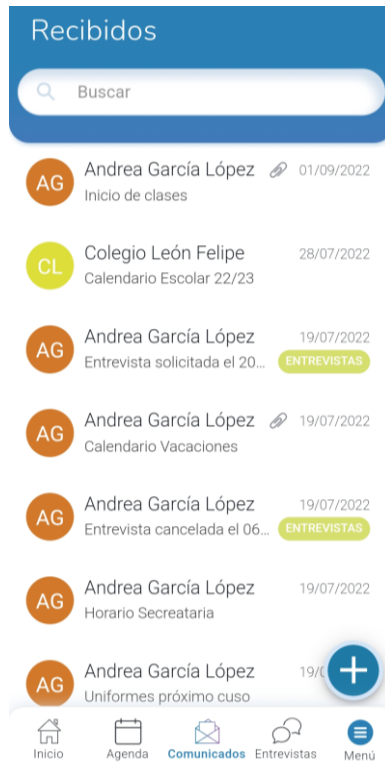 Recibidos
Buscar
AG Andrea García López 01/09/2022
Inicio de clases
CL Colegio León Felipe 28/07/2022
Calendario Escolar 22/23
AG Andrea García López 19/07/2022
Entrevista solicitada el 20... ENTREVISTAS
AG Andrea García López 19/07/2022
Calendario Vacaciones
AG Andrea García López 19/07/2022
Entrevista cancelada el 06... ENTREVISTAS
AG Andrea García López 19/07/2022
Horario Secreataria
AG Andrea García López 19/
Uniformes próximo cuso
Inicio Agenda Comunicados Entrevistas Menú